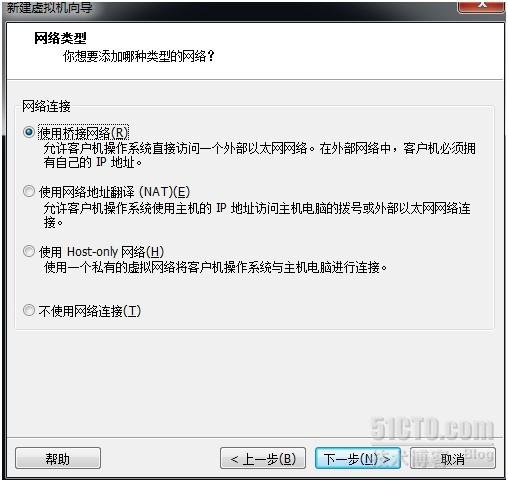 新建虚拟机向导
网络类型
你想要添加哪种类型的网络？
网络连接
使用桥接网络(R)
允许客户机操作系统直接访问一个外部以太网网络。在外部网络中，客户机必须拥
有自己的 IP 地址。
使用网络地址翻译 (NAT)(E)
允许客户机操作系统使用主机的 IP 地址访问主机电脑的拨号或外部以太网网络连
接。
使用 Host-only 网络(H)
使用一个私有的虚拟网络将客户机操作系统与主机电脑进行连接。
不使用网络连接(T)
51CTO.com
技术博客 Blog
帮助
< 上一步(B)
下一步(N) >
取消